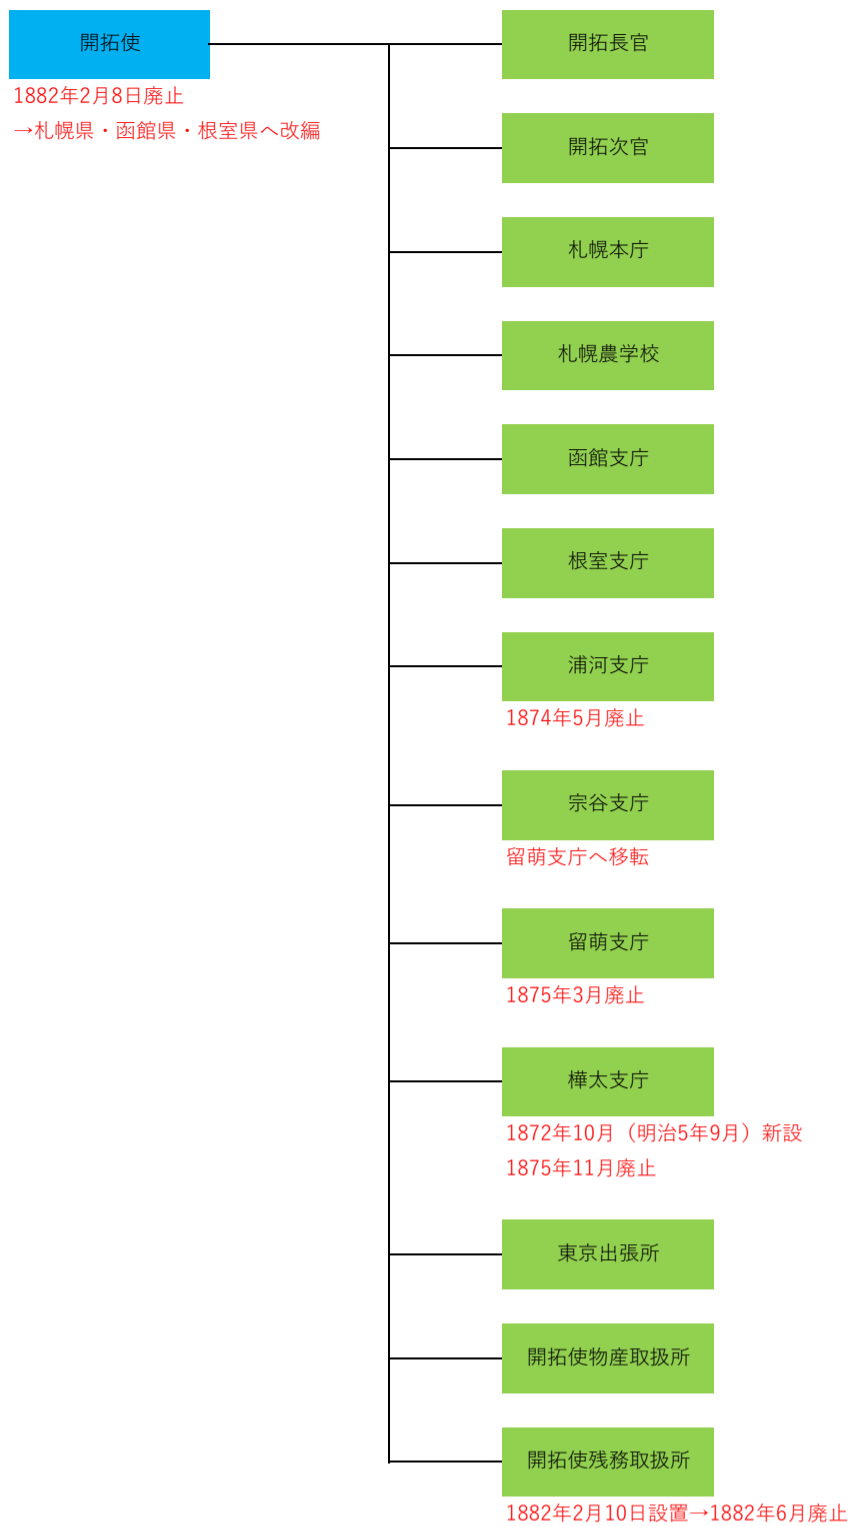 開拓使
1882年2月8日廃止
→札幌県・函館県・根室県へ改編
開拓長官
開拓次官
札幌本庁
札幌農学校
函館支庁
根室支庁
浦河支庁
1874年5月廃止
宗谷支庁
留萌支庁へ移転
留萌支庁
1875年3月廃止
樺太支庁
1872年10月（明治5年9月）新設
1875年11月廃止
東京出張所
開拓使物産取扱所
開拓使残務取扱所
1882年2月10日設置→1882年6月廃止